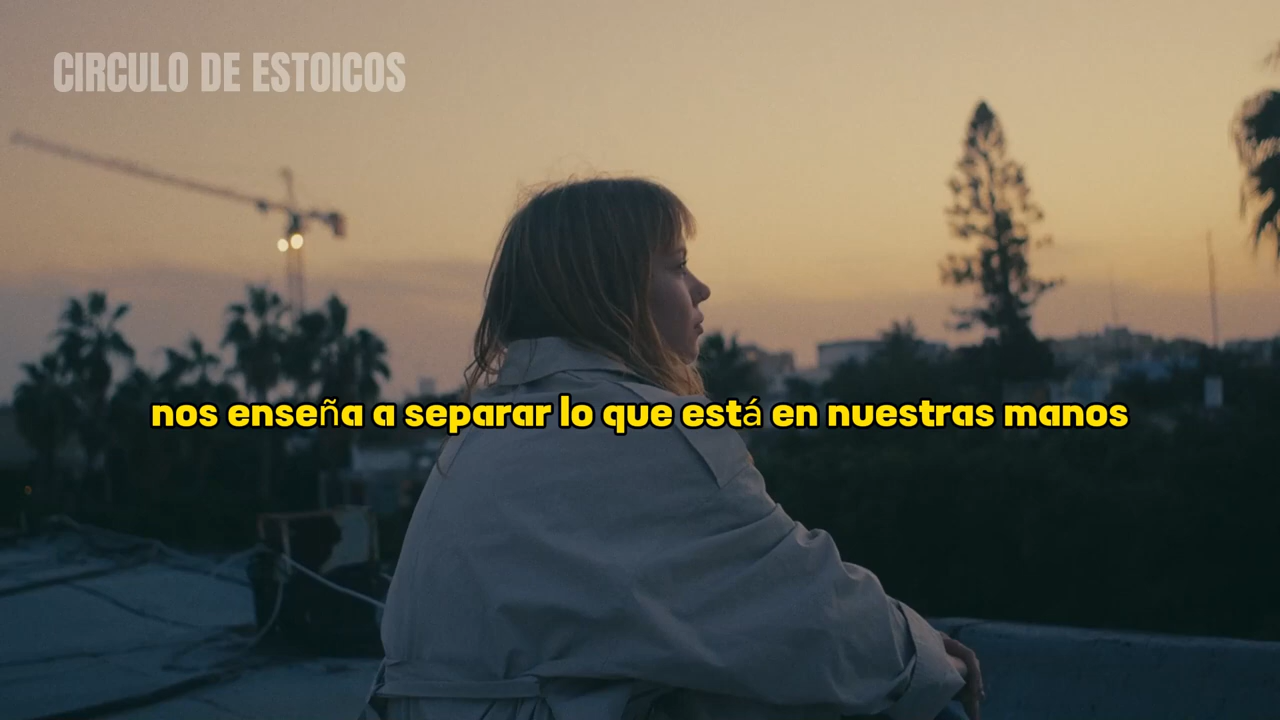 CIRCULO DE ESTOICOS
nos enseña a separar lo que está en nuestras manos